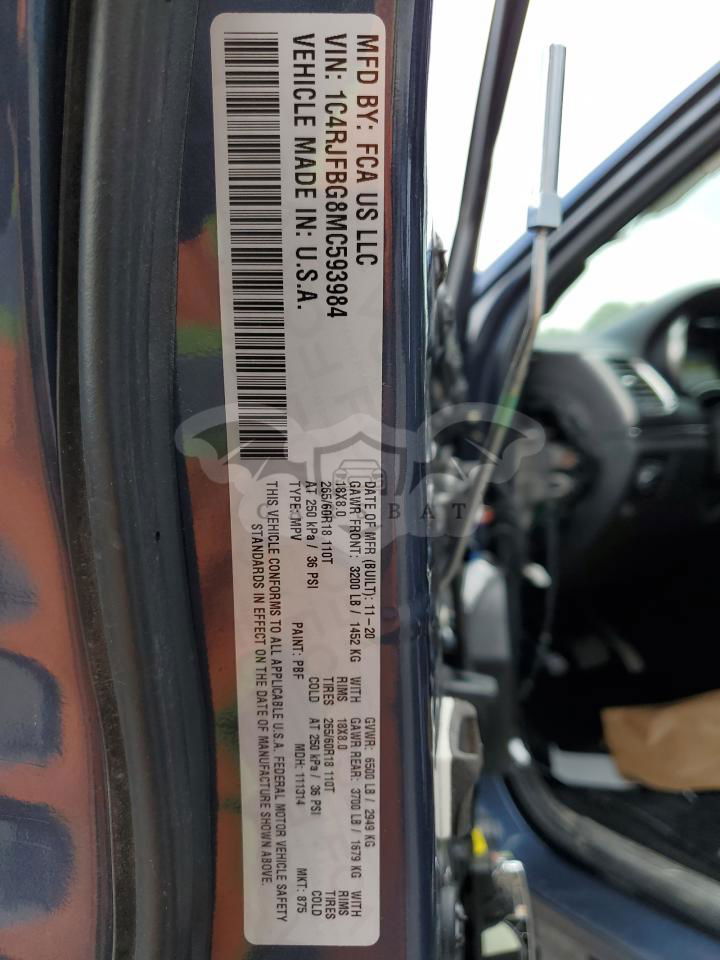 MFD BY: FCA US LLC
VIN: 1C4RJFBG8MC593984
VEHICLE MADE IN: U.S.A.
DATE OF MFR (BUILT): 11-20 GVWR: 6500 LB / 2949 KG
GAWR FRONT: 3200 LB / 1452 KG WITH GAWR REAR: 3700 LB / 1679 KG WITH
18X8.0 RIMS 18X8.0 RIMS
265/60R18 110T TIRES 265/60R18 110T TIRES
AT 250 kPa / 36 PSI COLD AT 250 kPa / 36 PSI COLD
TYPE: MPV PAINT: PBF MDH: 111314 MKT: 875
THIS VEHICLE CONFORMS TO ALL APPLICABLE U.S.A. FEDERAL MOTOR VEHICLE SAFETY
STANDARDS IN EFFECT ON THE DATE OF MANUFACTURE SHOWN ABOVE.